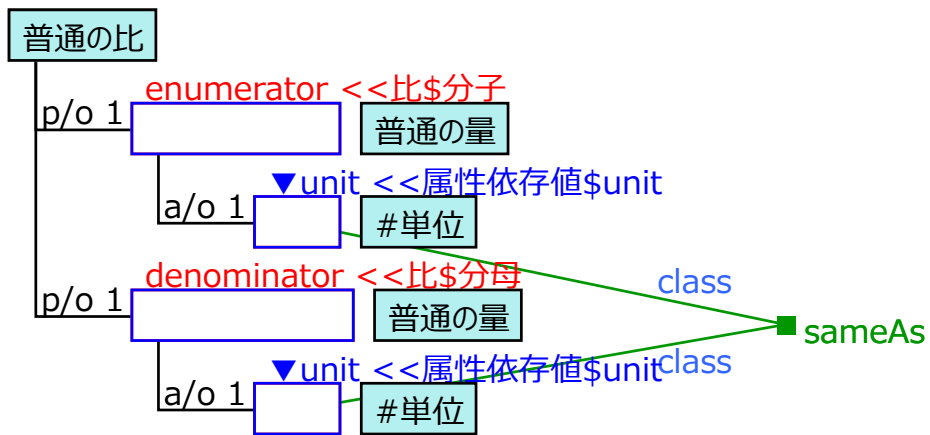 普通の比
enumerator <<比$分子
p/o 1
普通の量
▼unit <<属性依存値$unit
a/o 1
#単位
denominator <<比$分母
class
p/o 1
普通の量
sameAs
▼unit <<属性依存値$unit
class
a/o 1
#単位